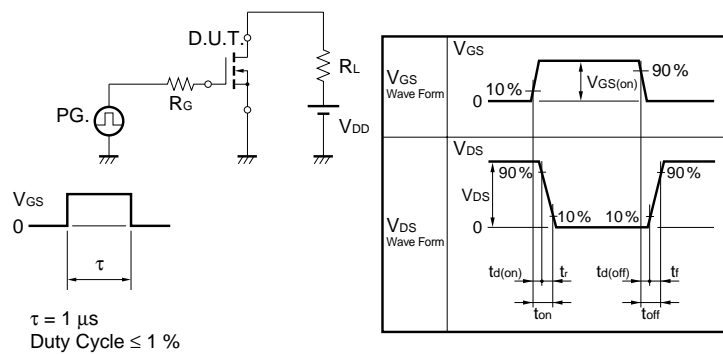 D.U.T.
RL
RG
PG.
VDD
VGS
0
τ
τ = 1 μs
Duty Cycle ≤ 1 %
VGS
Wave Form
VGS
10 %
VGS(on)
90 %
0
VDS
Wave Form
VDS
90 %
VDS
90 %
10 %
10 %
0
td(on)
tr
td(off)
tf
ton
toff